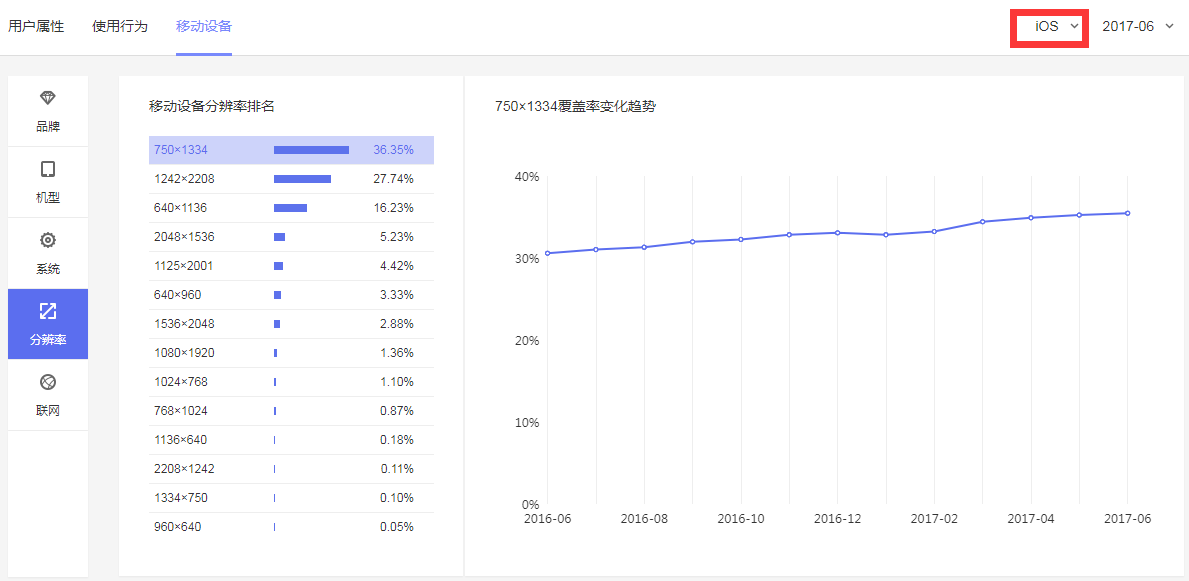 用户属性 使用行为 移动设备 iOS 2017-06
品牌
机型
系统
分辨率
联网
移动设备分辨率排名
750×1334 36.35%
1242×2208 27.74%
640×1136 16.23%
2048×1536 5.23%
1125×2001 4.42%
640×960 3.33%
1536×2048 2.88%
1080×1920 1.36%
1024×768 1.10%
768×1024 0.87%
1136×640 0.18%
2208×1242 0.11%
1334×750 0.10%
960×640 0.05%
750×1334覆盖率变化趋势
40%
30%
20%
10%
0%
2016-06 2016-08 2016-10 2016-12 2017-02 2017-04 2017-06